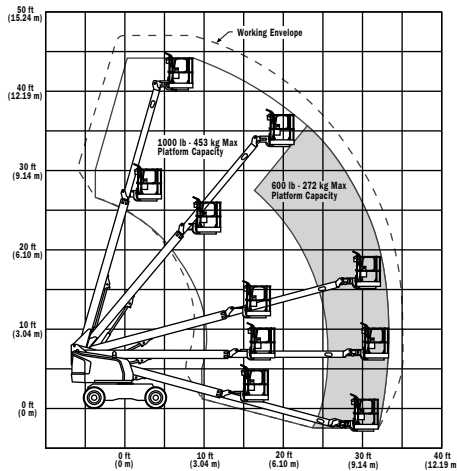 50 ft
(15.24 m)
Working Envelope
40 ft
(12.19 m)
1000 lb - 453 kg Max
Platform Capacity
30 ft
(9.14 m)
600 lb - 272 kg Max
Platform Capacity
20 ft
(6.10 m)
10 ft
(3.04 m)
0 ft
(0 m)
0 ft
(0 m)
10 ft
(3.04 m)
20 ft
(6.10 m)
30 ft
(9.14 m)
40 ft
(12.19 m